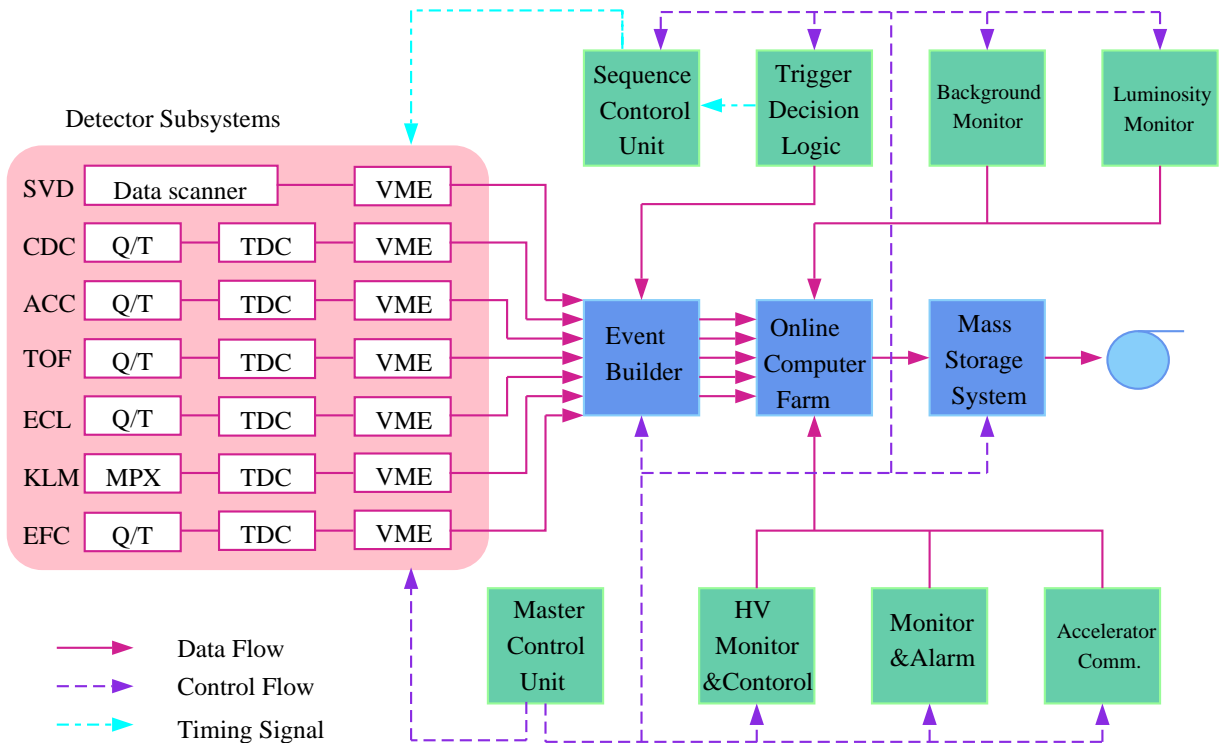 Sequence
Contorol
Unit
Trigger
Decision
Logic
Background
Monitor
Luminosity
Monitor
Detector Subsystems
SVD Data scanner VME
CDC Q/T TDC VME
ACC Q/T TDC VME
TOF Q/T TDC VME
ECL Q/T TDC VME
KLM MPX TDC VME
EFC Q/T TDC VME
Event
Builder
Online
Computer
Farm
Mass
Storage
System
Master
Control
Unit
HV
Monitor
&Contorol
Monitor
&Alarm
Accelerator
Comm.
Data Flow
Control Flow
Timing Signal